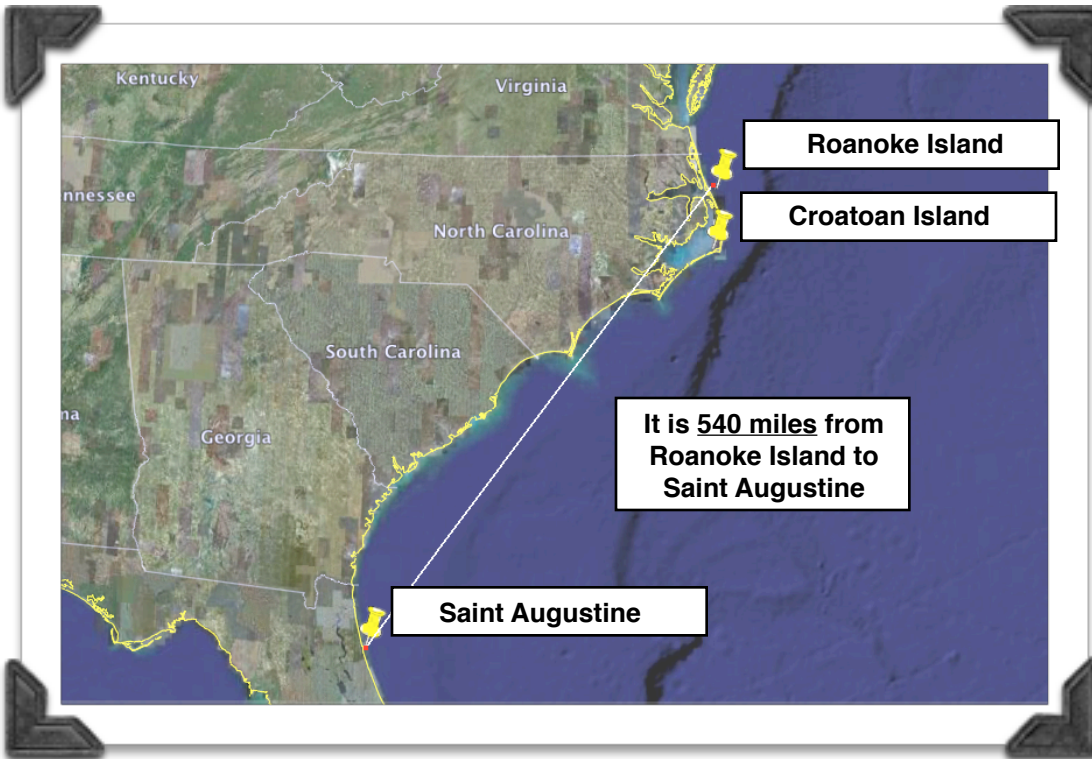 Kentucky
Virginia
Roanoke Island
nnessee
Croatoan Island
North Carolina
South Carolina
It is 540 miles from
Roanoke Island to
Saint Augustine
na
Georgia
Saint Augustine